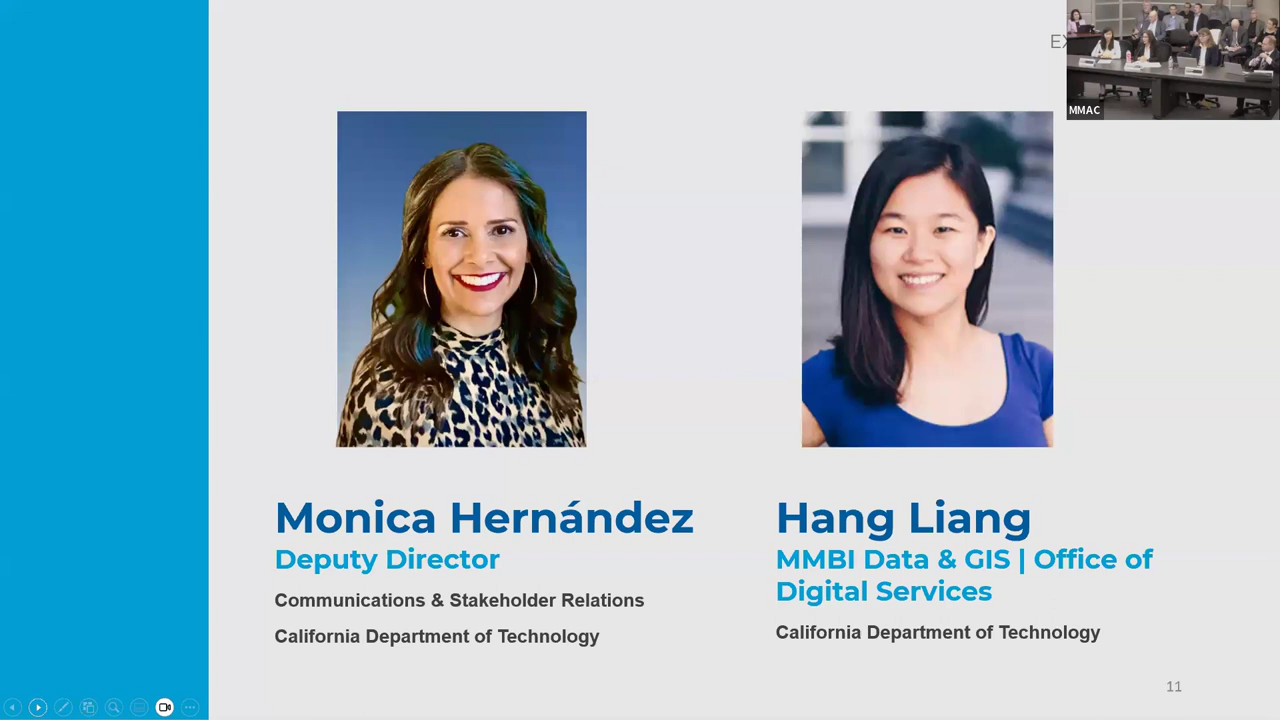 EX
MMAC
Monica Hernández
Deputy Director
Communications & Stakeholder Relations
California Department of Technology
Hang Liang
MMBI Data & GIS | Office of
Digital Services
California Department of Technology
11